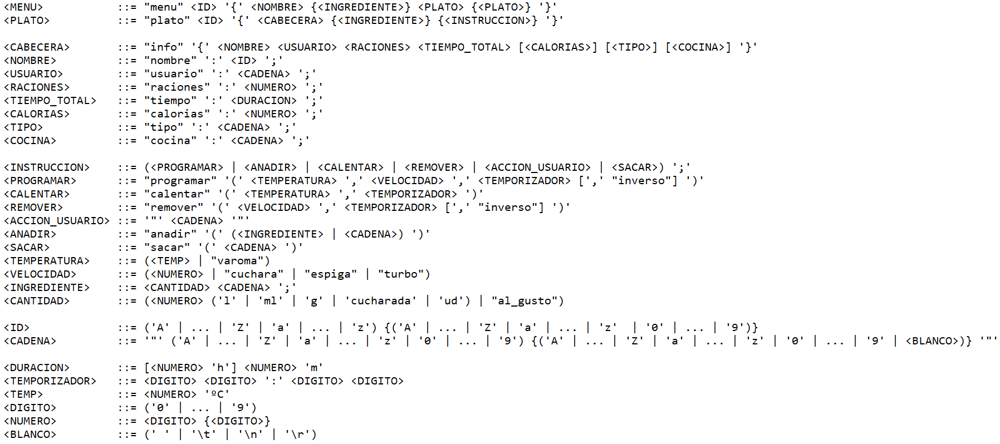 <MENU> ::= "menu" <ID> '{' <NOMBRE> {<INGREDIENTE>} <PLATO> {<PLATO>} '}'
<PLATO> ::= "plato" <ID> '{' <CABECERA> {<INGREDIENTE>} {<INSTRUCCION>} '}'
<CABECERA> ::= "info" '{' <NOMBRE> <USUARIO> <RACIONES> <TIEMPO_TOTAL> [<CALORIAS>] [<TIPO>] [<COCINA>] '}'
<NOMBRE> ::= "nombre" ':' <ID> ';'
<USUARIO> ::= "usuario" ':' <CADENA> ';'
<RACIONES> ::= "raciones" ':' <NUMERO> ';'
<TIEMPO_TOTAL> ::= "tiempo" ':' <DURACION> ';'
<CALORIAS> ::= "calorias" ':' <NUMERO> ';'
<TIPO> ::= "tipo" ':' <CADENA> ';'
<COCINA> ::= "cocina" ':' <CADENA> ';'
<INSTRUCCION> ::= (<PROGRAMAR> | <ANADIR> | <CALENTAR> | <REMOVER> | <ACCION_USUARIO> | <SACAR>) ';'
<PROGRAMAR> ::= "programar" '(' <TEMPERATURA> ',' <VELOCIDAD> ',' <TEMPORIZADOR> [',' "inverso"] ')'
<CALENTAR> ::= "calentar" '(' <TEMPERATURA> ',' <TEMPORIZADOR> ')'
<REMOVER> ::= "remover" '(' <VELOCIDAD> ',' <TEMPORIZADOR> [',' "inverso"] ')'
<ACCION_USUARIO> ::= '"' <CADENA> '"'
<ANADIR> ::= "anadir" '(' (<INGREDIENTE> | <CADENA>) ')'
<SACAR> ::= "sacar" '(' <CADENA> ')'
<TEMPERATURA> ::= (<TEMP> | "varoma")
<VELOCIDAD> ::= (<NUMERO> | "cuchara" | "espiga" | "turbo")
<INGREDIENTE> ::= <CANTIDAD> <CADENA> ';'
<CANTIDAD> ::= (<NUMERO> ('l' | 'ml' | 'g' | 'cucharada' | 'ud') | "al_gusto")
<ID> ::= ('A' | ... | 'Z' | 'a' | ... | 'z') {('A' | ... | 'Z' | 'a' | ... | 'z'  | '0' | ... | '9')}
<CADENA> ::= '"' ('A' | ... | 'Z' | 'a' | ... | 'z' | '0' | ... | '9') {('A' | ... | 'Z' | 'a' | ... | 'z' | '0' | ... | '9' | <BLANCO>)} '"'
<DURACION> ::= [<NUMERO> 'h'] <NUMERO> 'm'
<TEMPORIZADOR> ::= <DIGITO> <DIGITO> ':' <DIGITO> <DIGITO>
<TEMP> ::= <NUMERO> 'ºC'
<DIGITO> ::= ('0' | ... | '9')
<NUMERO> ::= <DIGITO> {<DIGITO>}
<BLANCO> ::= (' ' | '\t' | '\n' | '\r')